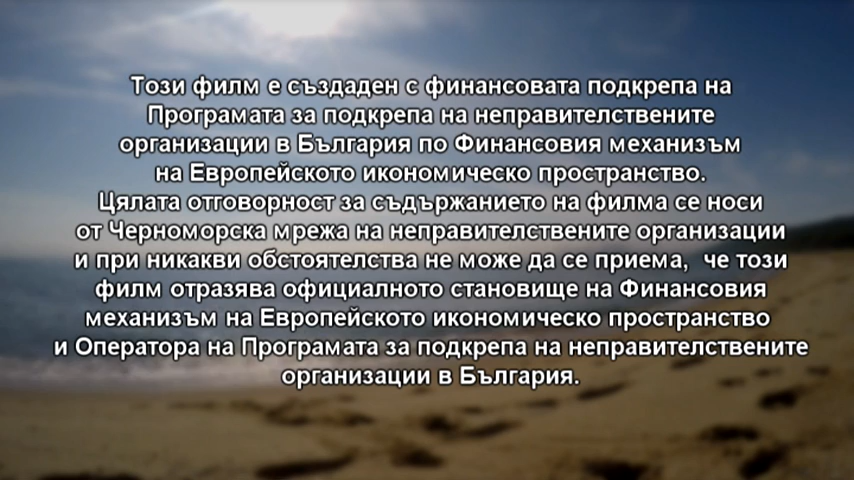 Този филм е създаден с финансовата подкрепа на
Програмата за подкрепа на неправителствените
организации в България по Финансовия механизъм
на Европейското икономическо пространство.
Цялата отговорност за съдържанието на филма се носи
от Черноморска мрежа на неправителствените организации
и при никакви обстоятелства не може да се приема, че този
филм отразява официалното становище на Финансовия
механизъм на Европейското икономическо пространство
и Оператора на Програмата за подкрепа на неправителствените
организации в България.